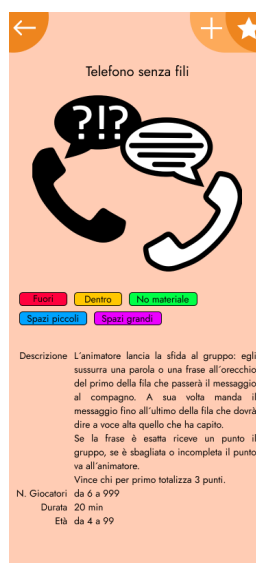 Telefono senza fili
?!?
Fuori Dentro No materiale
Spazi piccoli Spazi grandi
Descrizione L´animatore lancia la sfida al gruppo: egli
sussurra una parola o una frase all´orecchio
del primo della fila che passerà il messaggio
al compagno. A sua volta manda il
messaggio fino all´ultimo della fila che dovrà
dire a voce alta quello che ha capito.
Se la frase è esatta riceve un punto il
gruppo, se è sbagliata o incompleta il punto
va all´animatore.
Vince chi per primo totalizza 3 punti.
N. Giocatori da 6 a 999
Durata 20 min
Età da 4 a 99